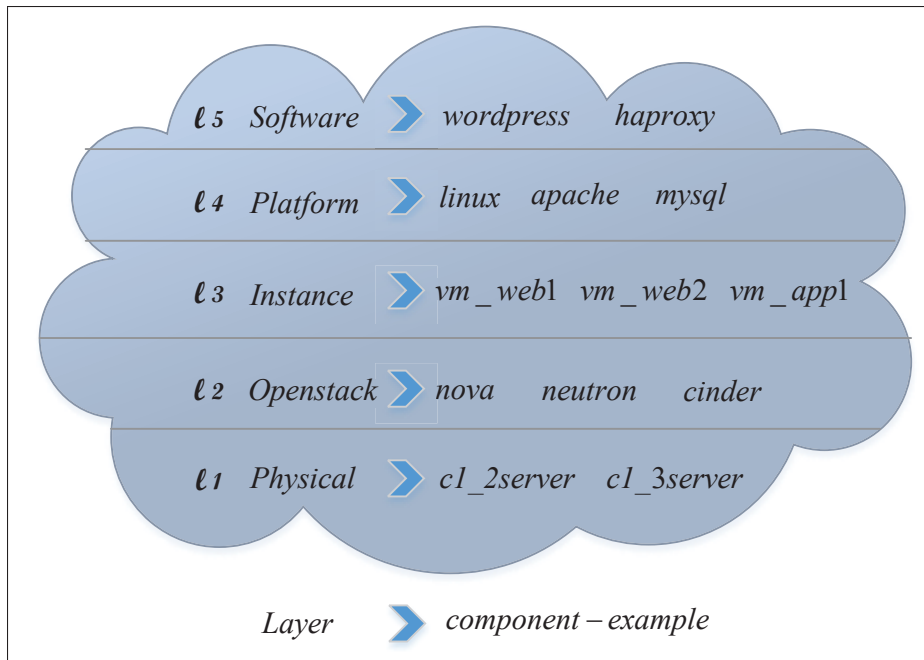 ℓ5 Software wordpress haproxy
ℓ4 Platform linux apache mysql
ℓ3 Instance vm_web1 vm_web2 vm_app1
ℓ2 Openstack nova neutron cinder
ℓ1 Physical c1_2server c1_3server
Layer component – example